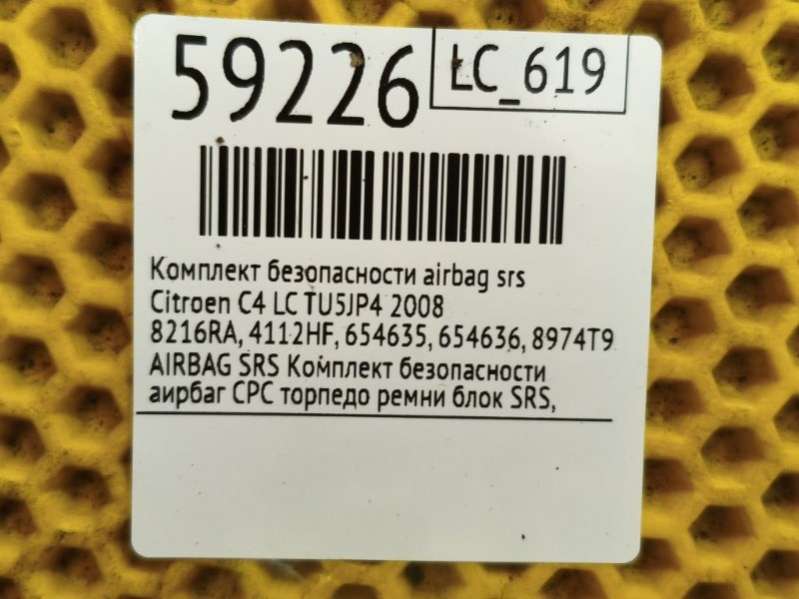 59226
LC_619
Комплект безопасности airbag srs
Citroen C4 LC TU5JP4 2008
8216RA, 4112HF, 654635, 654636, 8974T9
AIRBAG SRS Комплект безопасности
аирбаг СРС торпедо ремни блок SRS,